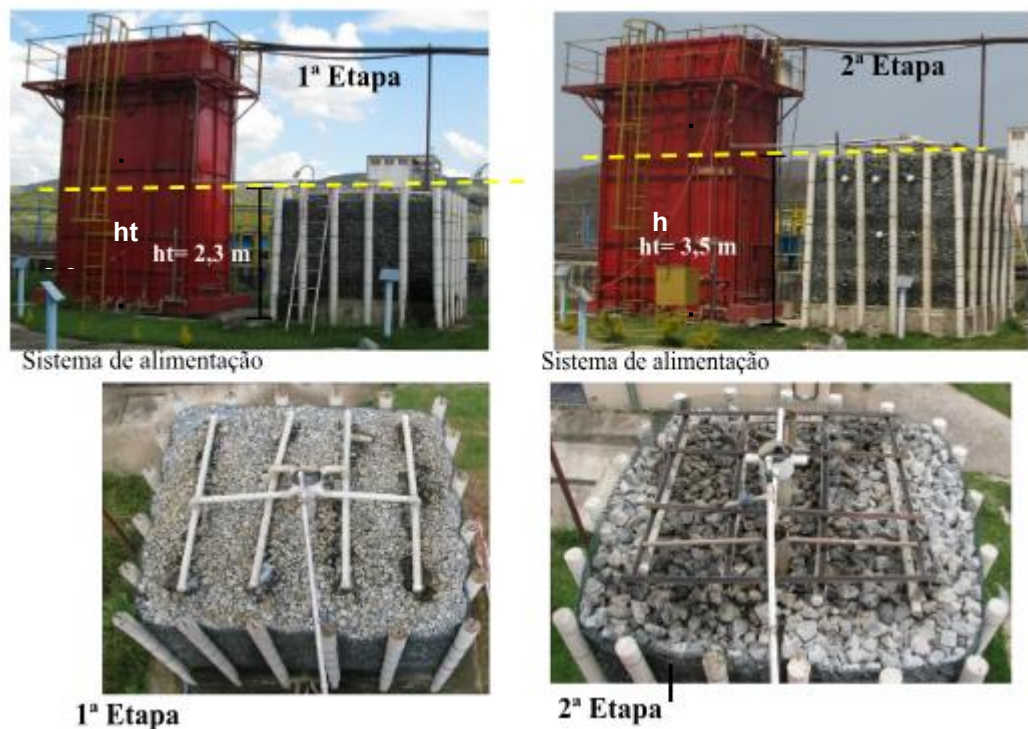 1ª Etapa
ht
ht= 2,3 m
Sistema de alimentação
2ª Etapa
h
ht= 3,5 m
Sistema de alimentação
1ª Etapa
2ª Etapa